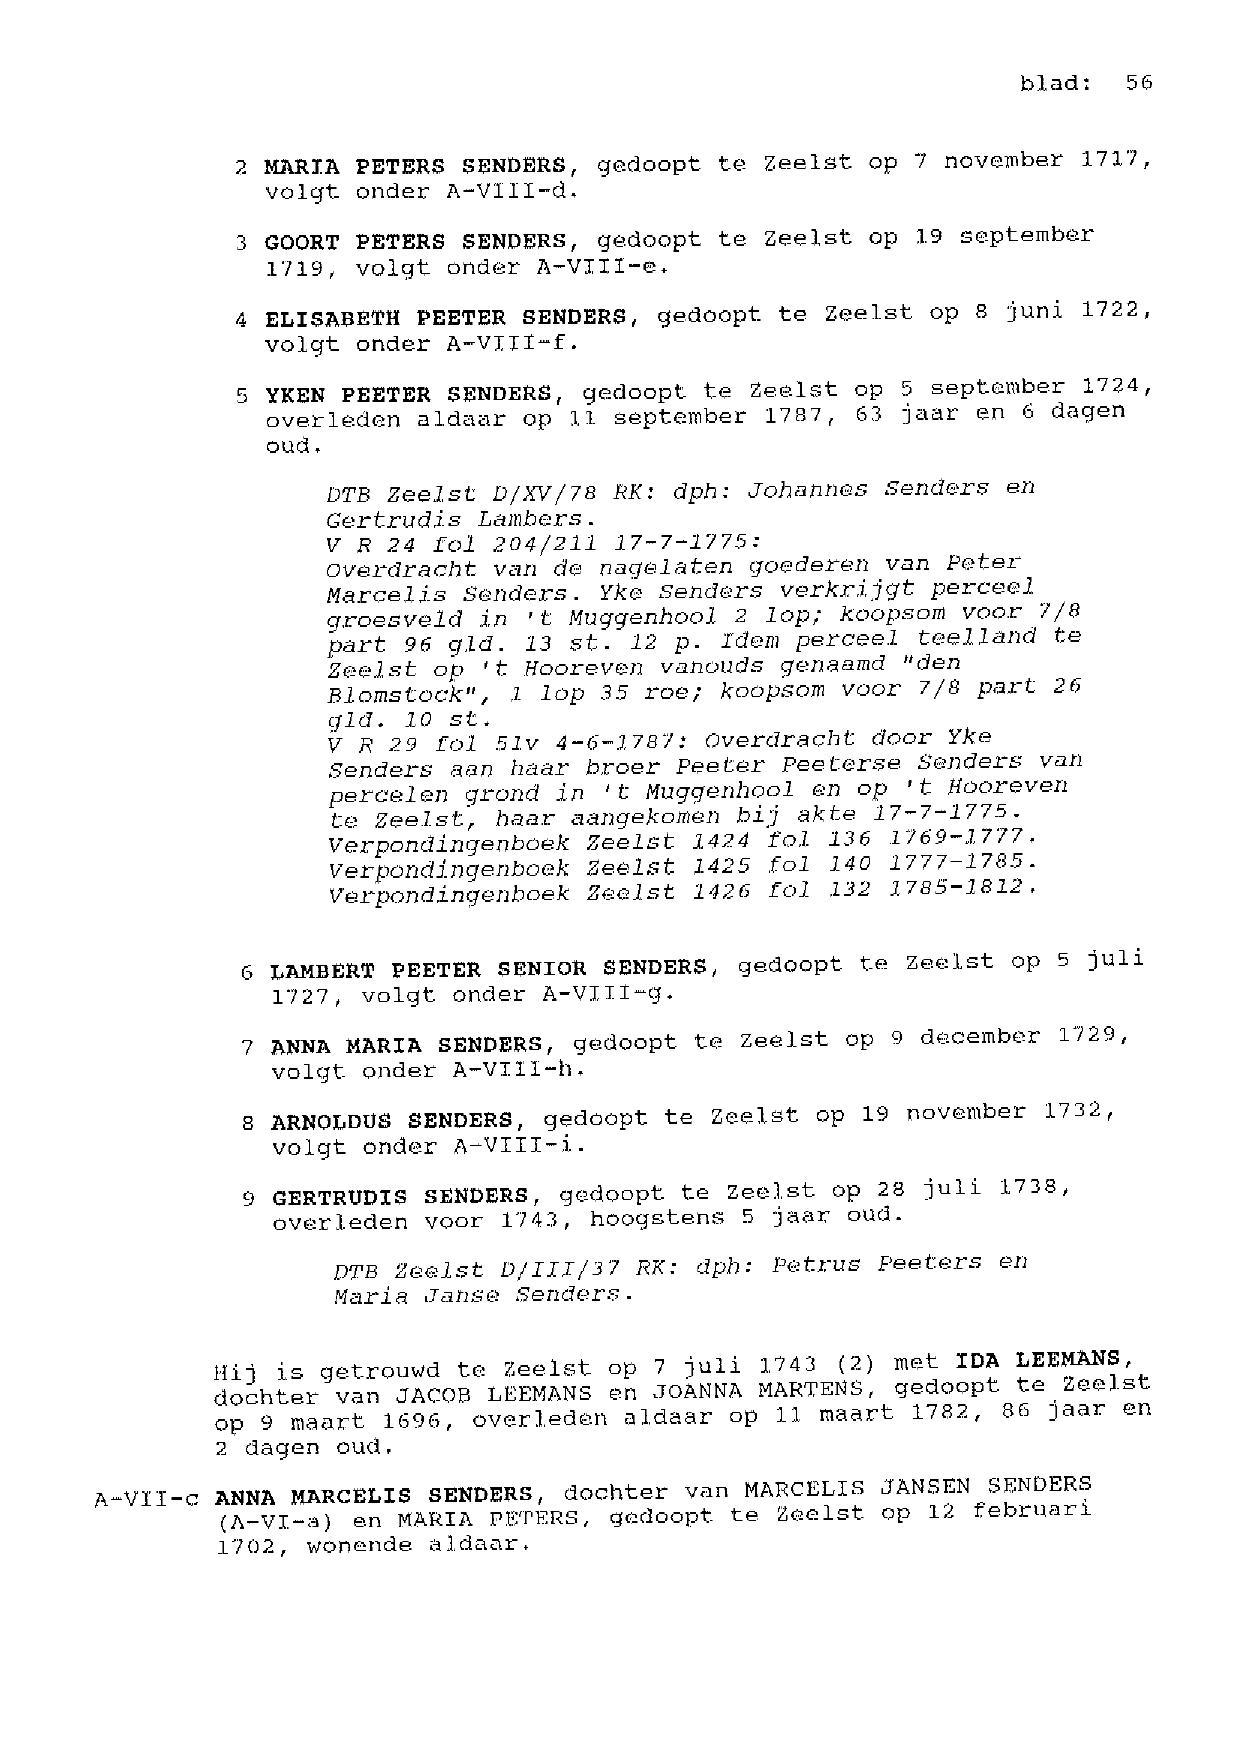 blad: 56
2 MARIA PETERS SENDERS, gedoopt te Zeelst op 7 november 1717,
volgt onder A-VIII-d.
3 GOORT PETERS SENDERS, gedoopt te Zeelst op 19 september
1719, volgt onder A-VIII-e.
4 ELISABETH PEETER SENDERS, gedoopt te Zeelst op 8 juni 1722,
volgt onder A-VIII-f.
5 YKEN PEETER SENDERS, gedoopt te Zeelst op 5 september 1724,
overleden aldaar op 11 september 1787, 63 jaar en 6 dagen
oud.
DTB Zeelst D/XV/78 RK: dph: Johannes Senders en
Gertrudis Lambers.
V R 24 fol 204/211 17-7-1775:
Overdracht van de nagelaten goederen van Peter
Marcelis Senders. Yke Senders verkrijgt perceel
groesveld in 't Muggenhool 2 lop; koopsom voor 7/8
part 96 gld. 13 st. 12 p. Idem perceel teelland te
Zeelst op 't Hooreven vanouds genaamd "den
Blomstock", 1 lop 35 roe; koopsom voor 7/8 part 26
gld. 10 st.
V R 29 fol 51v 4-6-1787: Overdracht door Yke
Senders aan haar broer Peeter Peeterse Senders van
percelen grond in 't Muggenhool en op 't Hooreven
te Zeelst, haar aangekomen bij akte 17-7-1775.
Verpondingenboek Zeelst 1424 fol 136 1769-1777.
Verpondingenboek Zeelst 1425 fol 140 1777-1785.
Verpondingenboek Zeelst 1426 fol 132 1785-1812.
6 LAMBERT PEETER SENIOR SENDERS, gedoopt te Zeelst op 5 juli
1727, volgt onder A-VIII-g.
7 ANNA MARIA SENDERS, gedoopt te Zeelst op 9 december 1729,
volgt onder A-VIII-h.
8 ARNOLDUS SENDERS, gedoopt te Zeelst op 19 november 1732,
volgt onder A-VIII-i.
9 GERTRUDIS SENDERS, gedoopt te Zeelst op 28 juli 1738,
overleden voor 1743, hoogstens 5 jaar oud.
DTB Zeelst D/III/37 RK: dph: Petrus Peeters en
Maria Janse Senders.
Hij is getrouwd te Zeelst op 7 juli 1743 (2) met IDA LEEMANS,
dochter van JACOB LEEMANS en JOANNA MARTENS, gedoopt te Zeelst
op 9 maart 1696, overleden aldaar op 11 maart 1782, 86 jaar en
2 dagen oud.
A-VII-c ANNA MARCELIS SENDERS, dochter van MARCELIS JANSEN SENDERS
(A-VI-a) en MARIA PETERS, gedoopt te Zeelst op 12 februari
1702, wonende aldaar.